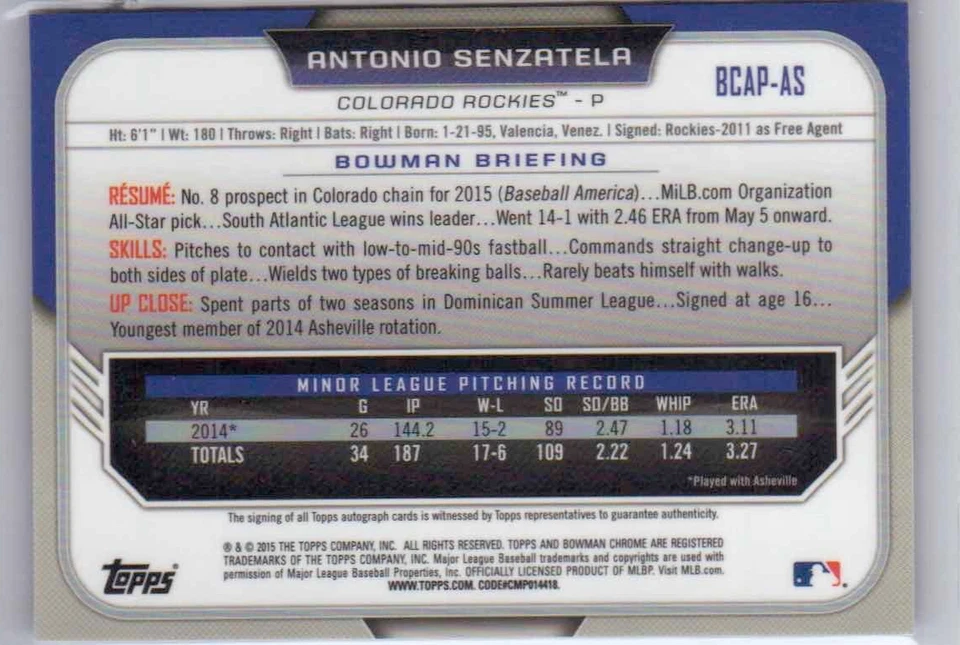 ANTONIO SENZATELA
BCAP-AS
COLORADO ROCKIES™ - P
Ht: 6'1" | Wt: 180 | Throws: Right | Bats: Right | Born: 1-21-95, Valencia, Venez. | Signed: Rockies-2011 as Free Agent
BOWMAN BRIEFING
RÉSUMÉ: No. 8 prospect in Colorado chain for 2015 (Baseball America)...MiLB.com Organization
All-Star pick...South Atlantic League wins leader...Went 14-1 with 2.46 ERA from May 5 onward.
SKILLS: Pitches to contact with low-to-mid-90s fastball...Commands straight change-up to
both sides of plate...Wields two types of breaking balls...Rarely beats himself with walks.
UP CLOSE: Spent parts of two seasons in Dominican Summer League...Signed at age 16...
Youngest member of 2014 Asheville rotation.
MINOR LEAGUE PITCHING RECORD
YR G IP W-L SO SO/BB WHIP ERA
2014* 26 144.2 15-2 89 2.47 1.18 3.11
TOTALS 34 187 17-6 109 2.22 1.24 3.27
*Played with Asheville
The signing of all Topps autograph cards is witnessed by Topps representatives to guarantee authenticity.
® & © 2015 THE TOPPS COMPANY, INC. ALL RIGHTS RESERVED. TOPPS AND BOWMAN CHROME ARE REGISTERED
TRADEMARKS OF THE TOPPS COMPANY, INC. Major League Baseball trademarks and copyrights are used with
permission of Major League Baseball Properties, Inc. OFFICIALLY LICENSED PRODUCT OF MLBP. Visit MLB.com.
WWW.TOPPS.COM. CODE#CMP014418.
topps®